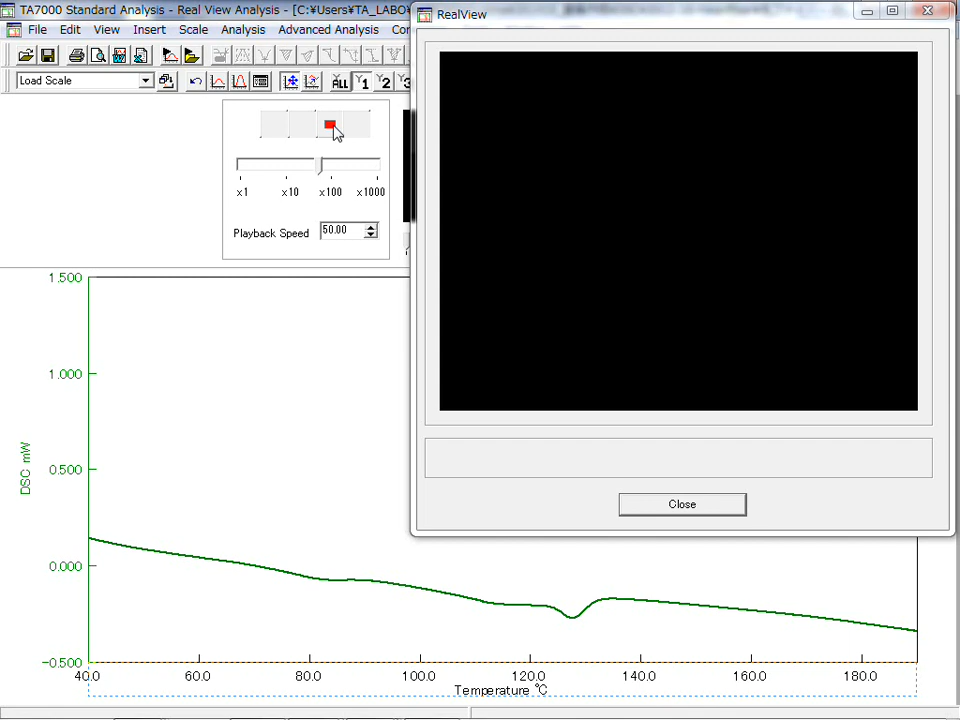 TA7000 Standard Analysis - Real View Analysis - [C:¥Users¥TA_LABO¥
RealView
File Edit View Insert Scale Analysis Advanced Analysis
Load Scale
ALL Y1 Y2 Y3
x1 x10 x100 x1000
Playback Speed 50.00
Close
1.500
1.000
0.500
0.000
-0.500
DSC mW
40.0 60.0 80.0 100.0 120.0 140.0 160.0 180.0
Temperature ℃